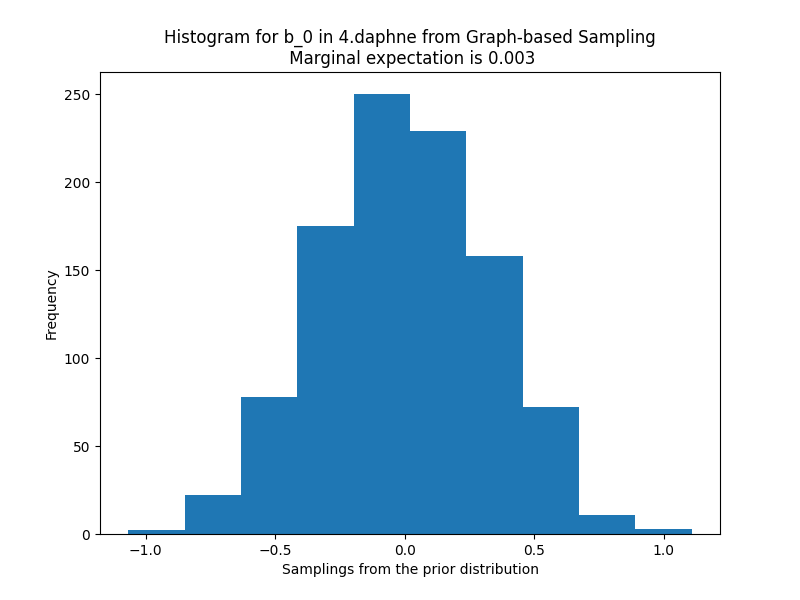 Histogram for b_0 in 4.daphne from Graph-based Sampling
Marginal expectation is 0.003
250
200
150
100
50
0
Frequency
−1.0 −0.5 0.0 0.5 1.0
Samplings from the prior distribution